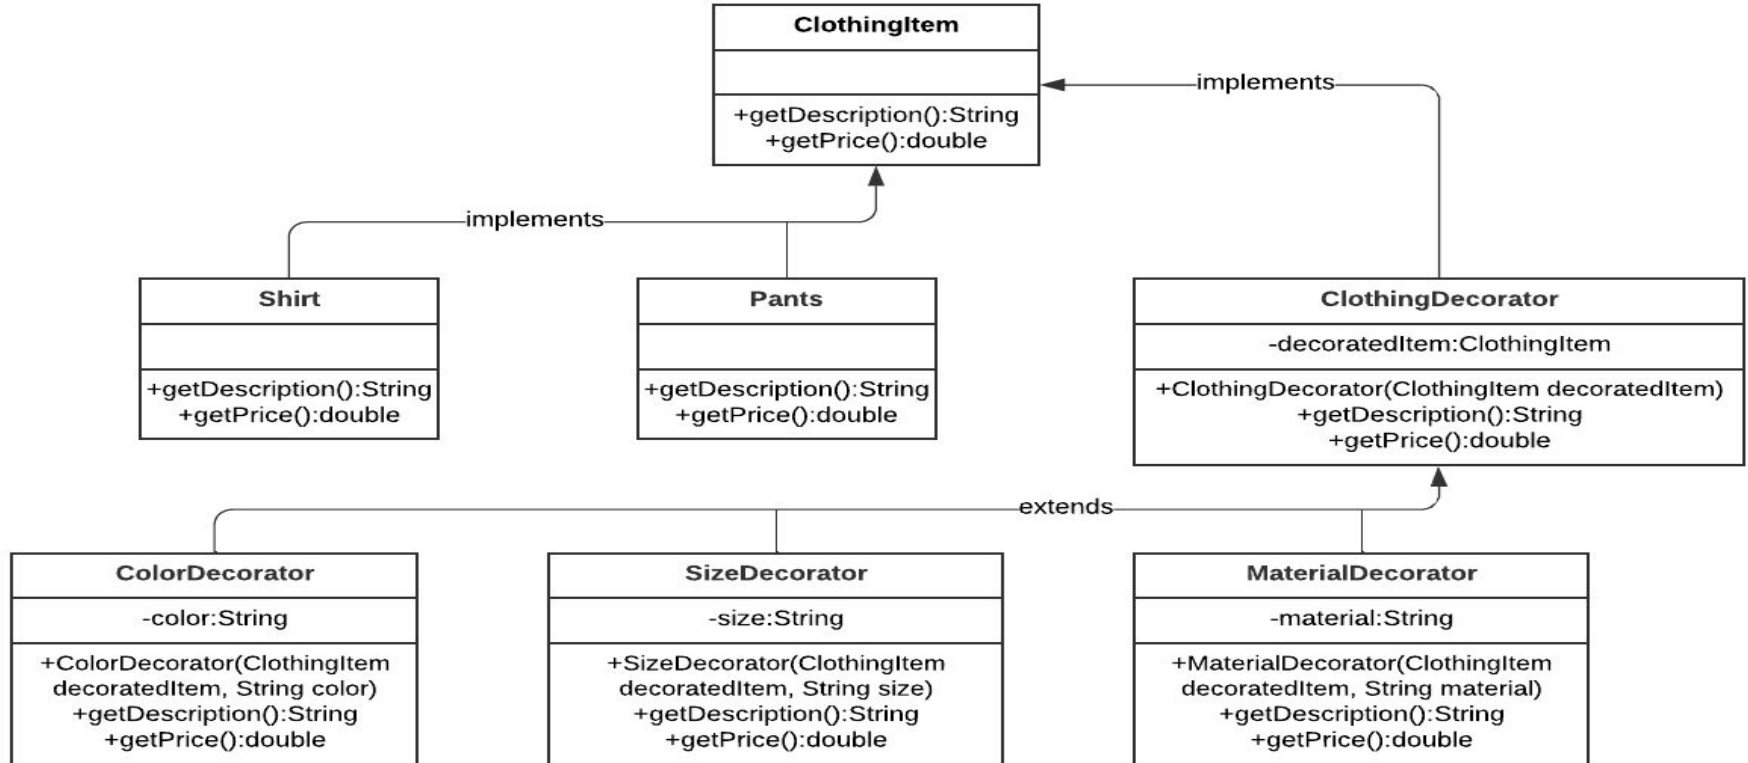 ClothingItem
+getDescription():String
+getPrice():double
implements
implements
Shirt
+getDescription():String
+getPrice():double
Pants
+getDescription():String
+getPrice():double
ClothingDecorator
-decoratedItem:ClothingItem
+ClothingDecorator(ClothingItem decoratedItem)
+getDescription():String
+getPrice():double
extends
ColorDecorator
-color:String
+ColorDecorator(ClothingItem
decoratedItem, String color)
+getDescription():String
+getPrice():double
SizeDecorator
-size:String
+SizeDecorator(ClothingItem
decoratedItem, String size)
+getDescription():String
+getPrice():double
MaterialDecorator
-material:String
+MaterialDecorator(ClothingItem
decoratedItem, String material)
+getDescription():String
+getPrice():double